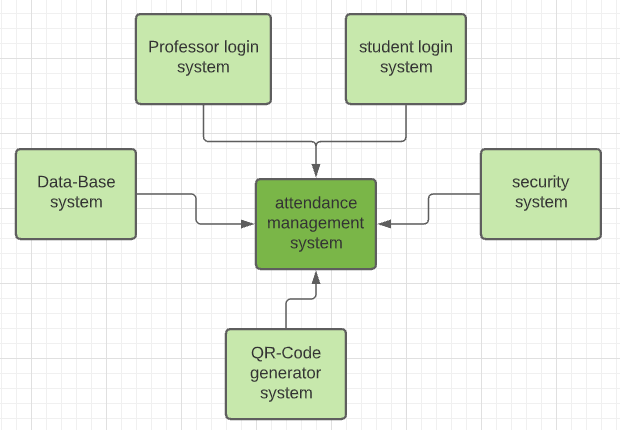 Professor login
system
student login
system
Data-Base
system
attendance
management
system
security
system
QR-Code
generator
system